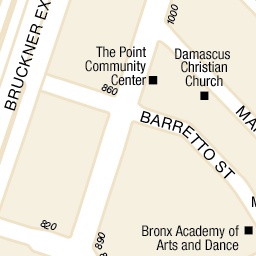 1000
The Point
Community
Center
Damascus
Christian
Church
BRUCKNER EX
860
BARRETTO ST
MA
820
890
M
Bronx Academy of
Arts and Dance